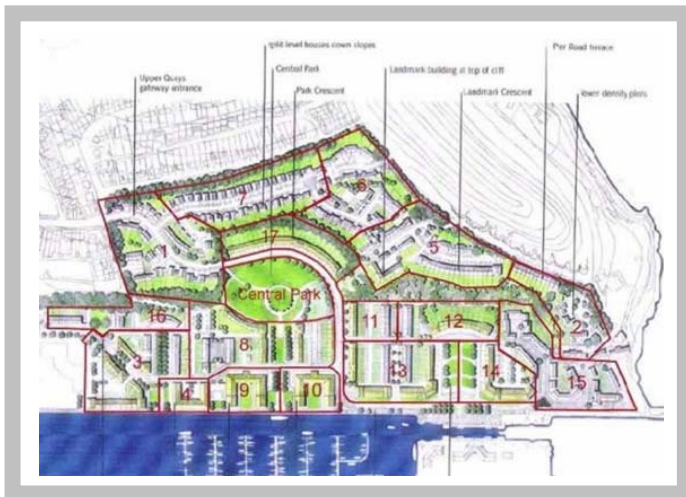 split level houses down slopes
Central Park
Park Crescent
Upper Quays
gateway entrance
Landmark building at top of cliff
Landmark Crescent
Pier Road terrace
lower density plots
7
6
1
17
5
Central Park
16
11
12
2
3
8
13
14
15
4
9
10